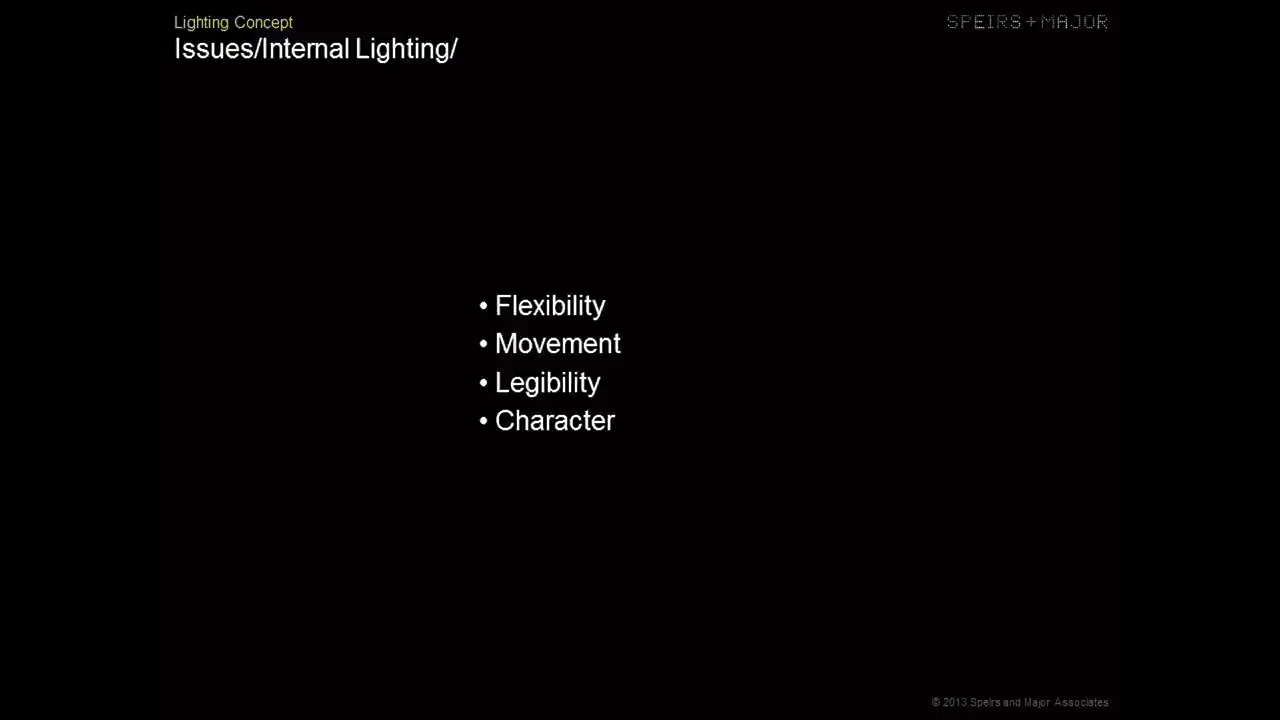 Lighting Concept
SPEIRS+MAJOR
Issues/Internal Lighting/
• Flexibility
• Movement
• Legibility
• Character
© 2013 Speirs and Major Associates